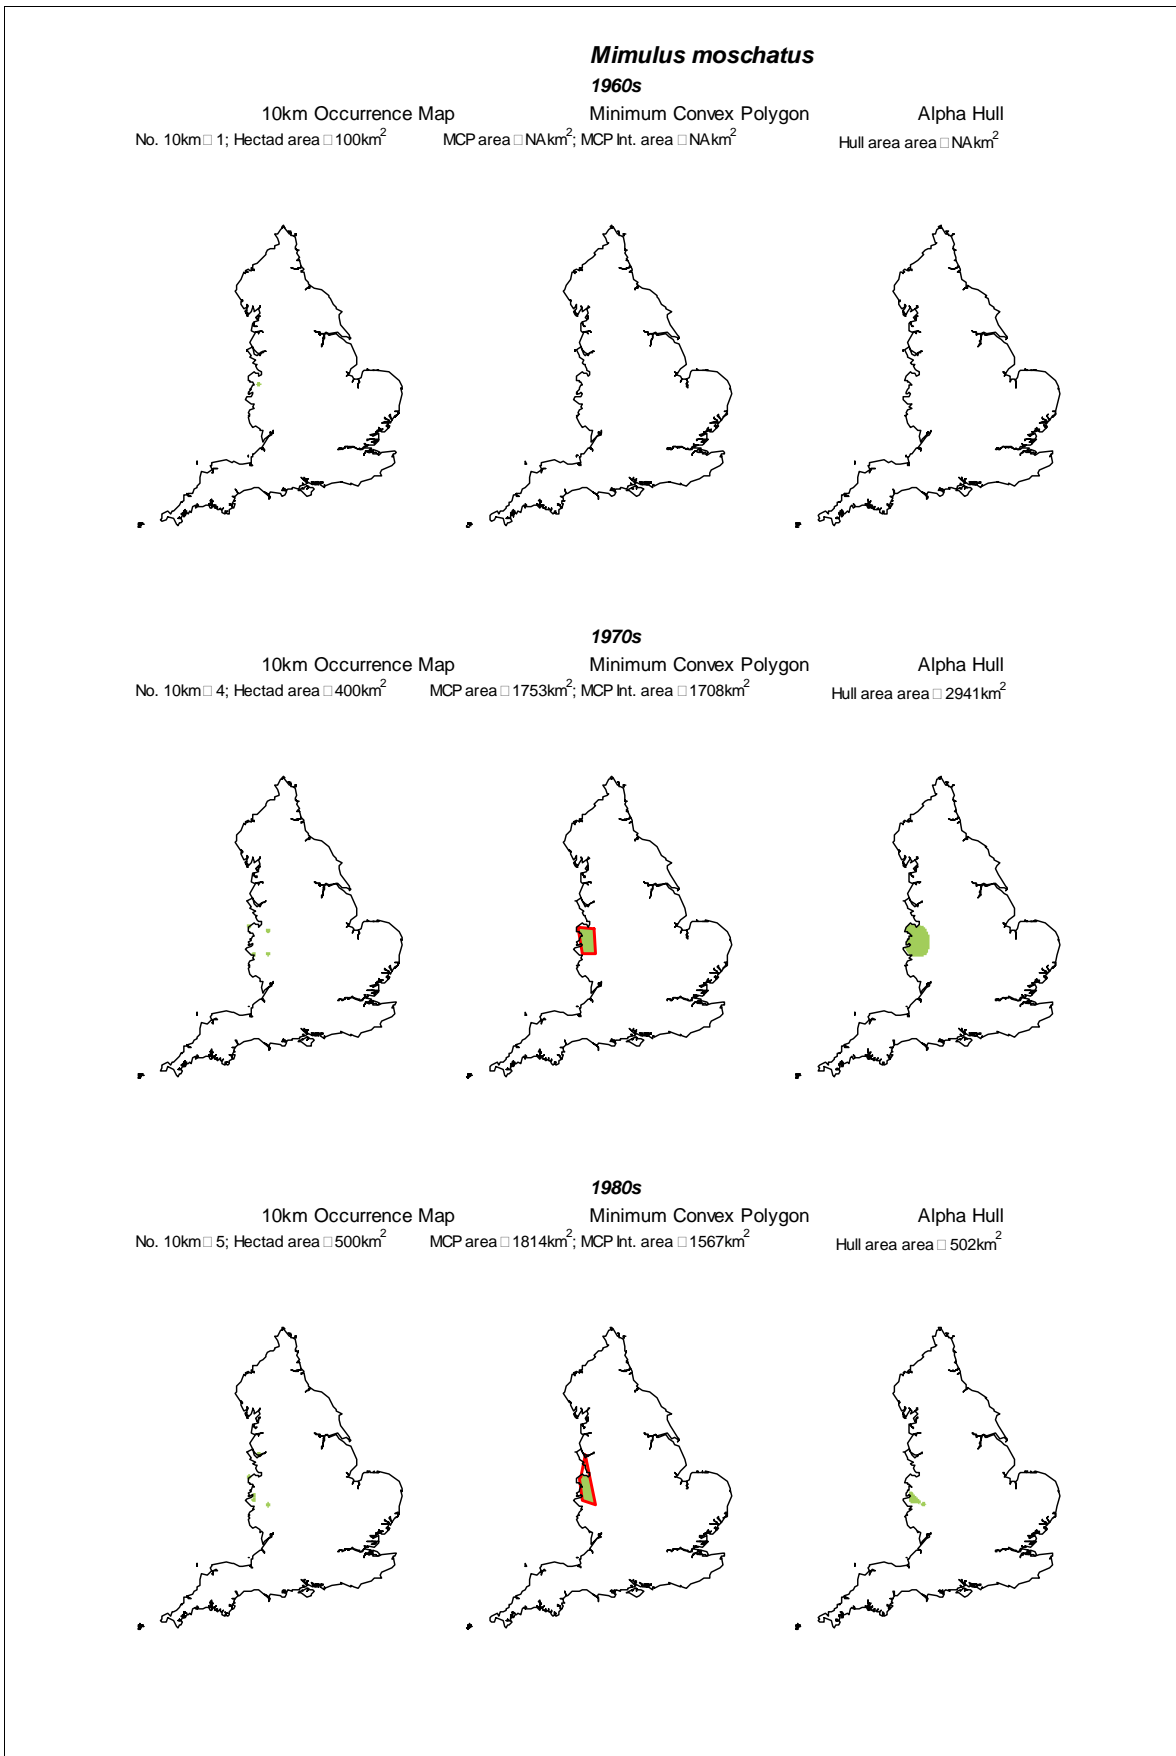 Mimulus moschatus
1960s
10km Occurrence Map Minimum Convex Polygon Alpha Hull
No. 10km□1; Hectad area□100km² MCP area□NAkm²; MCP Int. area□NAkm² Hull area area□NAkm²
1970s
10km Occurrence Map Minimum Convex Polygon Alpha Hull
No. 10km□4; Hectad area□400km² MCP area□1753km²; MCP Int. area□1708km² Hull area area□2941km²
1980s
10km Occurrence Map Minimum Convex Polygon Alpha Hull
No. 10km□5; Hectad area□500km² MCP area□1814km²; MCP Int. area□1567km² Hull area area□502km²